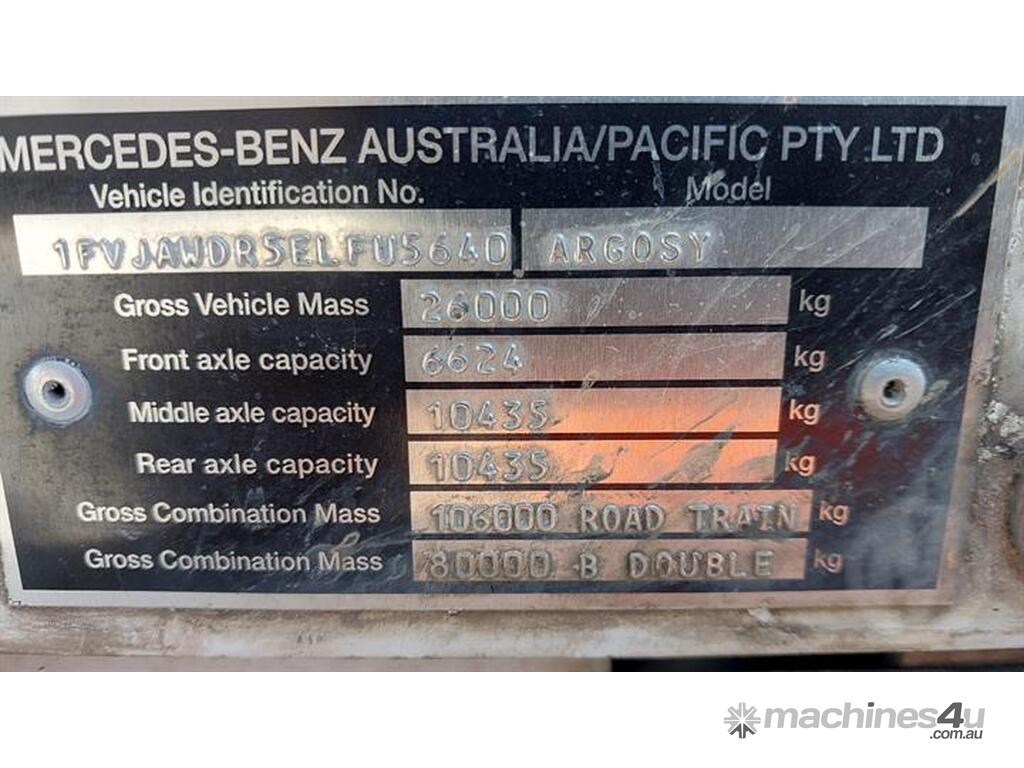 MERCEDES-BENZ AUSTRALIA/PACIFIC PTY LTD
Vehicle Identification No. Model
1FVJAWDR5ELFU5640 ARGOSY
Gross Vehicle Mass 26000 kg
Front axle capacity 6624 kg
Middle axle capacity 10435 kg
Rear axle capacity 10435 kg
Gross Combination Mass 106000 ROAD TRAIN kg
Gross Combination Mass 80000 B DOUBLE kg
machines4u
.com.au